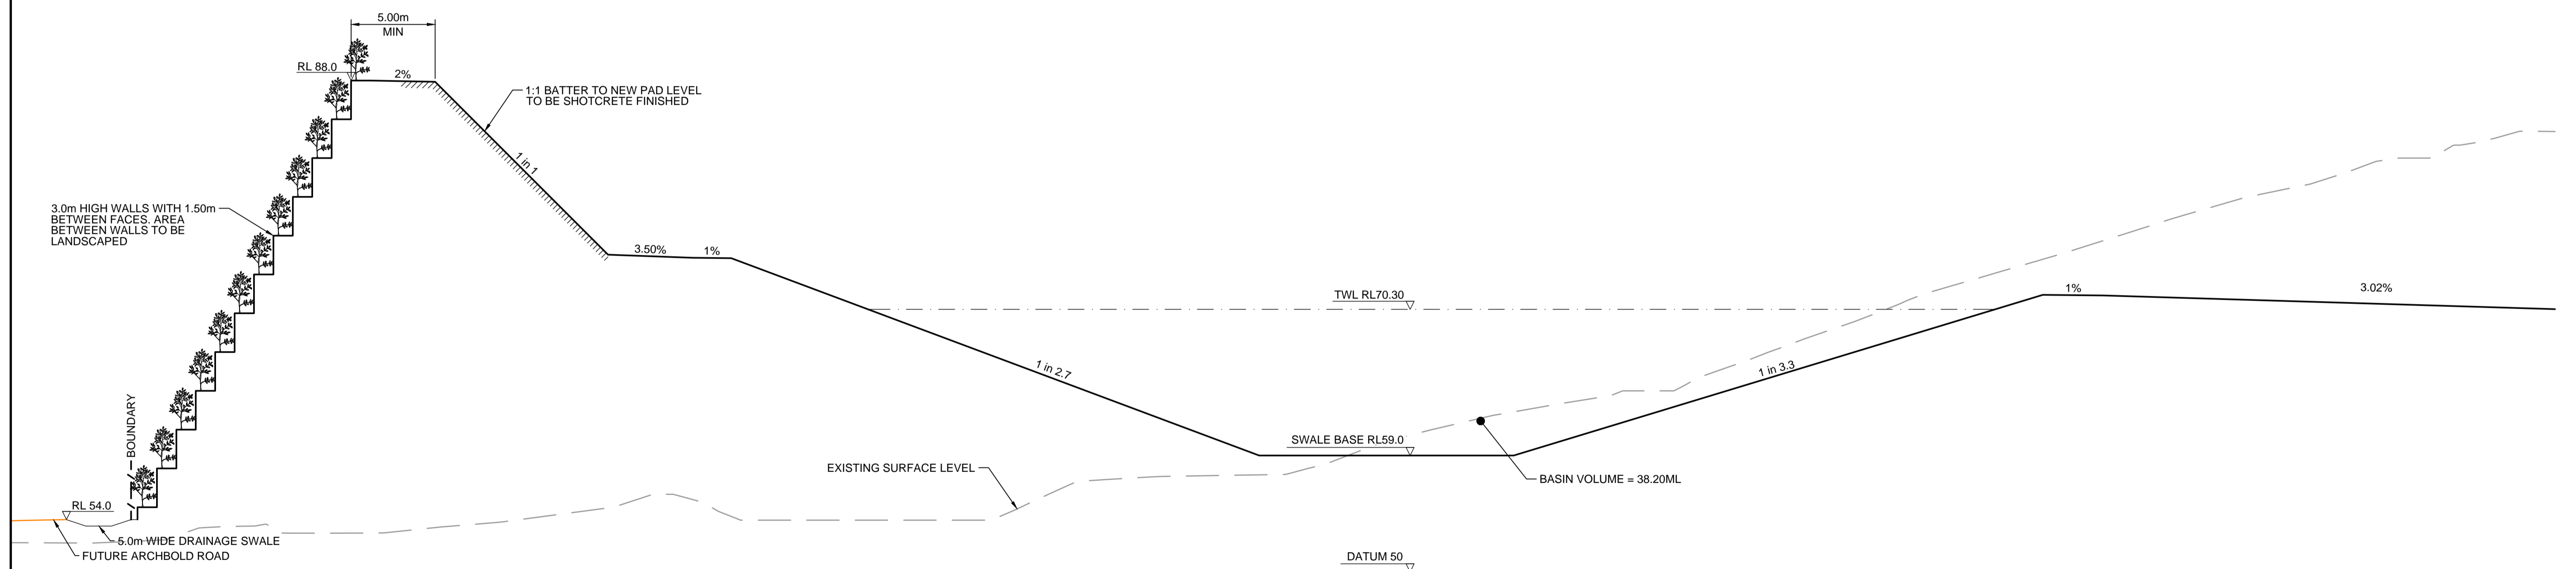 5.00m
MIN
RL 88.0
2%
1:1 BATTER TO NEW PAD LEVEL
TO BE SHOTCRETE FINISHED
1 in 1
3.0m HIGH WALLS WITH 1.50m
BETWEEN FACES. AREA
BETWEEN WALLS TO BE
LANDSCAPED
3.50%
1%
TWL RL70.30
1%
3.02%
1 in 2.7
1 in 3.3
BOUNDARY
SWALE BASE RL59.0
EXISTING SURFACE LEVEL
BASIN VOLUME = 38.20ML
RL 54.0
5.0m WIDE DRAINAGE SWALE
FUTURE ARCHBOLD ROAD
DATUM 50